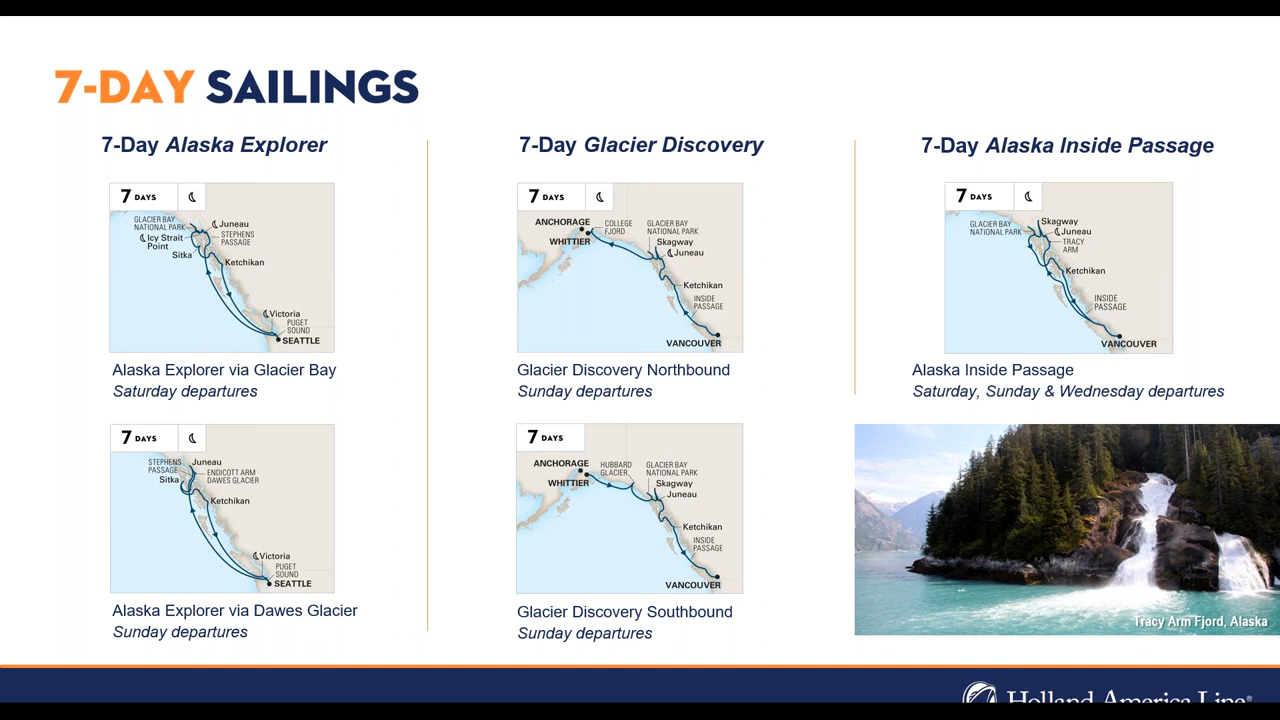 7-DAY SAILINGS
7-Day Alaska Explorer
7 DAYS
GLACIER BAY
NATIONAL PARK
Juneau
Icy Strait
Point
STEPHENS
PASSAGE
Sitka
Ketchikan
Victoria
PUGET
SOUND
SEATTLE
Alaska Explorer via Glacier Bay
Saturday departures
7 DAYS
STEPHENS
PASSAGE
Juneau
Sitka
ENDICOTT ARM
DAWES GLACIER
Ketchikan
Victoria
PUGET
SOUND
SEATTLE
Alaska Explorer via Dawes Glacier
Sunday departures
7-Day Glacier Discovery
7 DAYS
ANCHORAGE
WHITTIER
COLLEGE
FJORD
GLACIER BAY
NATIONAL PARK
Skagway
Juneau
Ketchikan
INSIDE
PASSAGE
VANCOUVER
Glacier Discovery Northbound
Sunday departures
7 DAYS
ANCHORAGE
WHITTIER
HUBBARD
GLACIER
GLACIER BAY
NATIONAL PARK
Skagway
Juneau
Ketchikan
INSIDE
PASSAGE
VANCOUVER
Glacier Discovery Southbound
Sunday departures
7-Day Alaska Inside Passage
7 DAYS
GLACIER BAY
NATIONAL PARK
Skagway
Juneau
TRACY
ARM
Ketchikan
INSIDE
PASSAGE
VANCOUVER
Alaska Inside Passage
Saturday, Sunday & Wednesday departures
Tracy Arm Fjord, Alaska
Holland America Line®